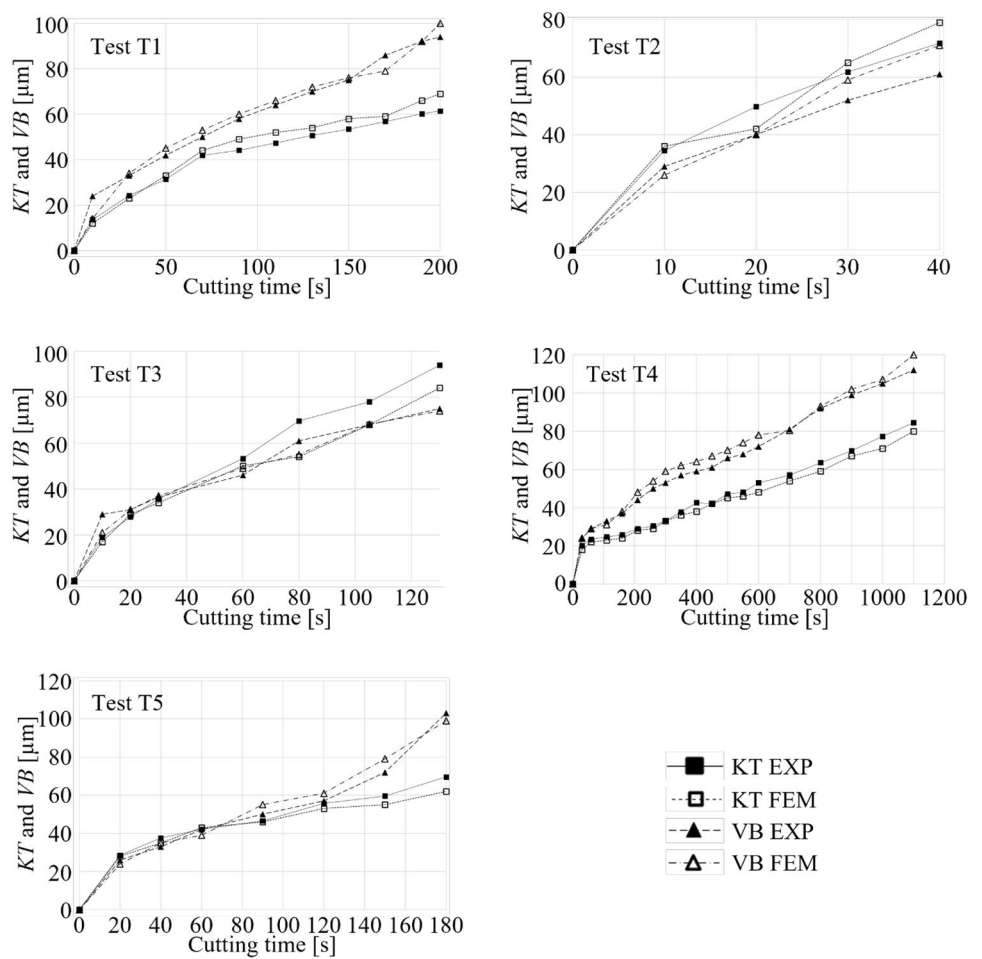 Test T1
KT and VB [µm]
100
80
60
40
20
0
0 50 100 150 200
Cutting time [s]
Test T2
KT and VB [µm]
80
60
40
20
0
0 10 20 30 40
Cutting time [s]
Test T3
KT and VB [µm]
100
80
60
40
20
0
0 20 40 60 80 100 120
Cutting time [s]
Test T4
KT and VB [µm]
120
100
80
60
40
20
0
0 200 400 600 800 1000 1200
Cutting time [s]
Test T5
KT and VB [µm]
120
100
80
60
40
20
0
0 20 40 60 80 100 120 140 160 180
Cutting time [s]
KT EXP
KT FEM
VB EXP
VB FEM